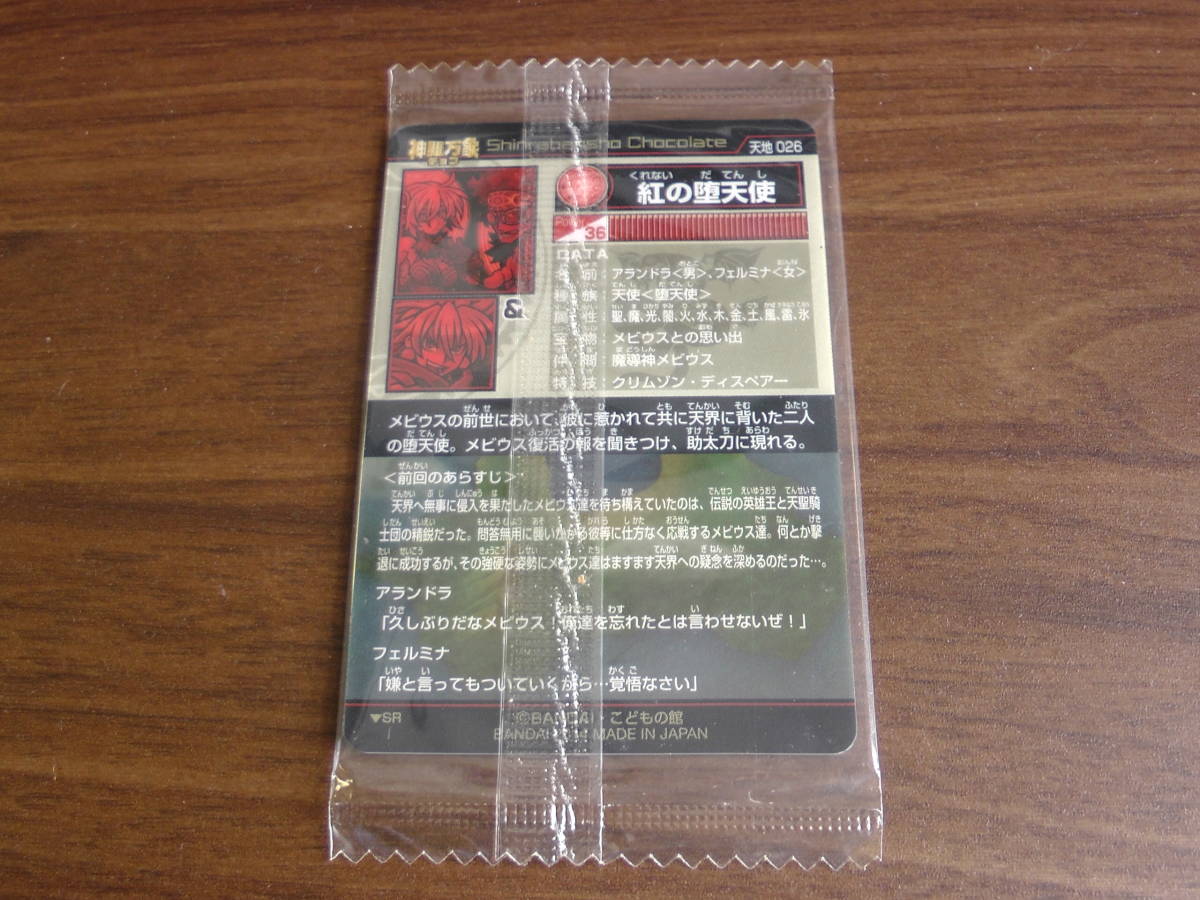 神羅万象チョコ Shinrabansho Chocolate 天地 026
くれない だてんし
紅の堕天使
36
DATA
名前：アランドラ<男>、フェルミナ<女>
種族：天使<堕天使>
属性：聖、魔、光、闇、火、水、木、金、土、風、雷、氷
宝物：メビウスとの思い出
仲間：魔導神メビウス
特技：クリムゾン・ディスペアー
&
メビウスの前世において、彼に惹かれて共に天界に背いた二人
の堕天使。メビウス復活の報を聞きつけ、助太刀に現れる。
<前回のあらすじ>
天界へ無事に侵入を果たしたメビウス達を待ち構えていたのは、伝説の英雄王と天聖騎
士団の精鋭だった。問答無用に襲いかかる彼等に仕方なく応戦するメビウス達。何とか撃
退に成功するが、その強硬な姿勢にメビウス達はますます天界への疑念を深めるのだった…。
アランドラ
「久しぶりだなメビウス！俺達を忘れたとは言わせないぜ！」
フェルミナ
「嫌と言ってもついていくから…覚悟なさい」
▼SR
©BANDAI・こどもの館
BANDAI MADE IN JAPAN